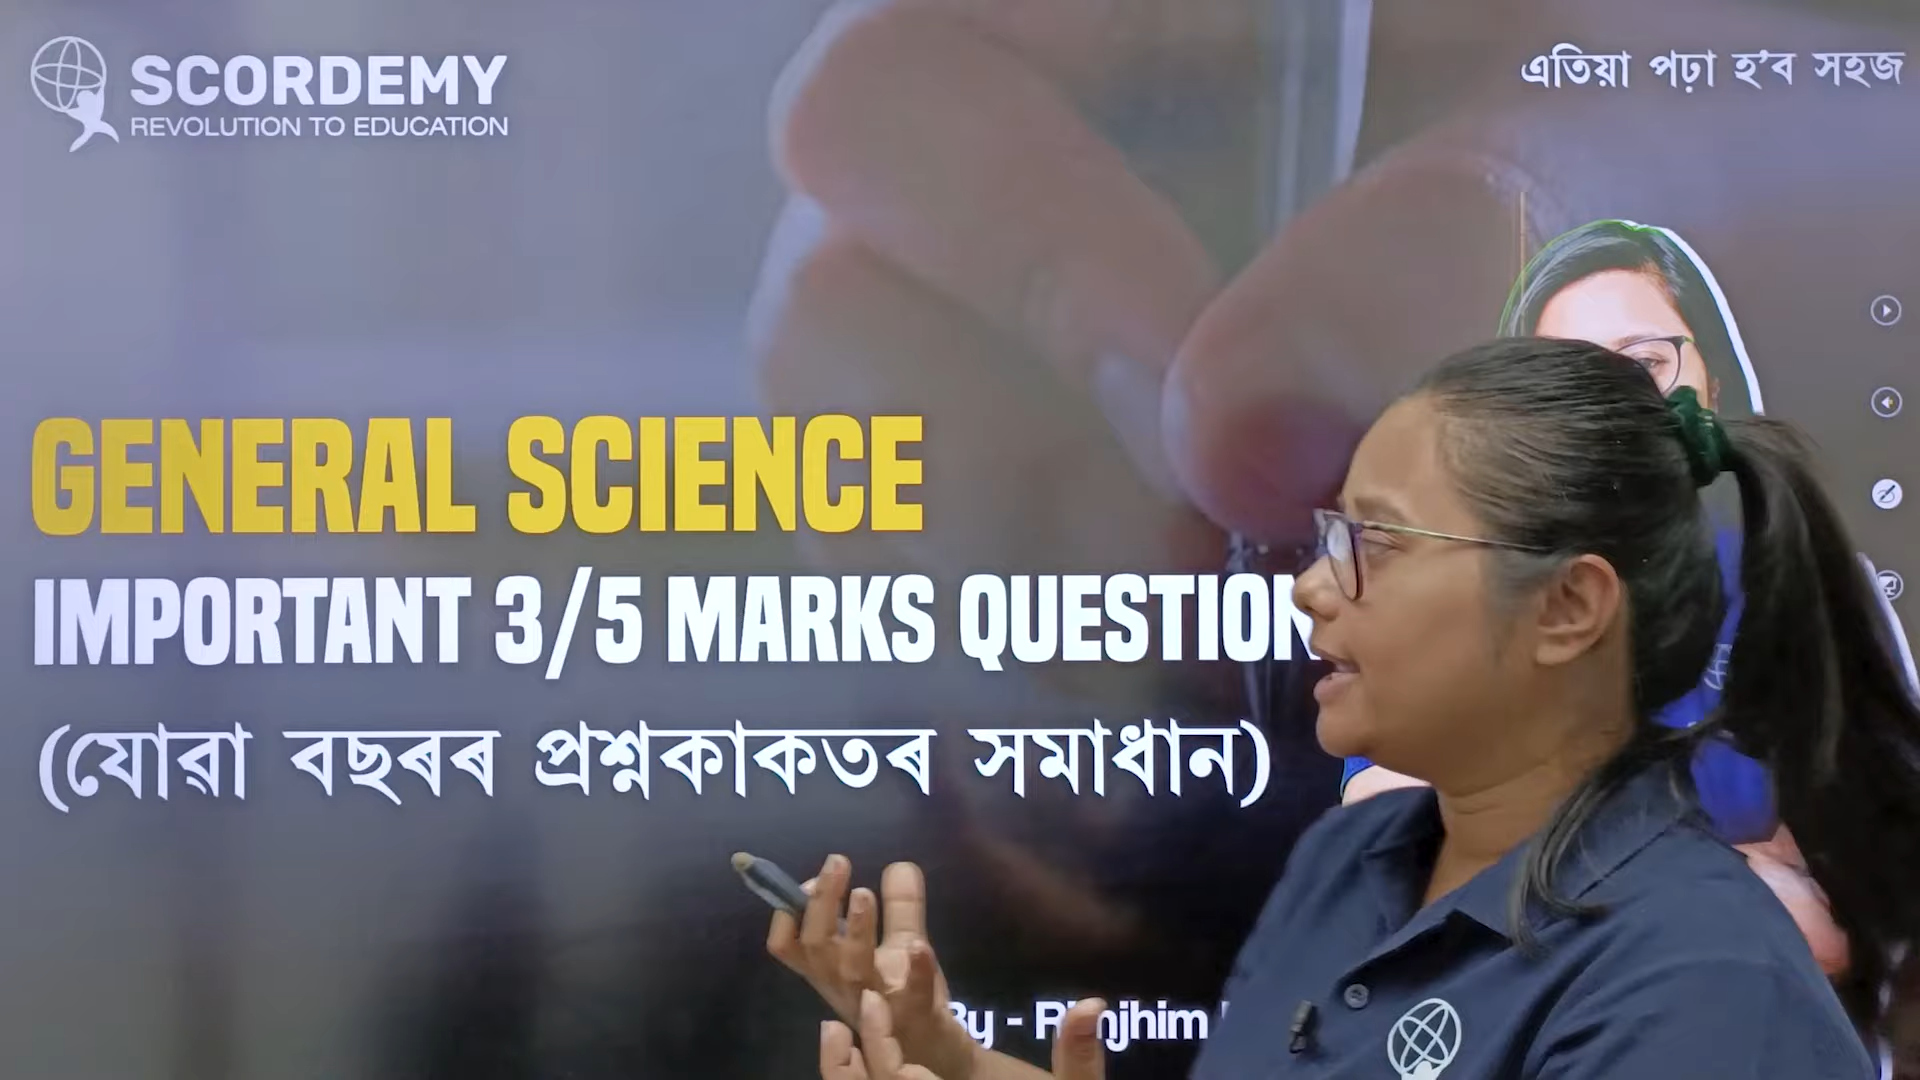 SCORDEMY
REVOLUTION TO EDUCATION
এতিয়া পঢ়া হ'ব সহজ
GENERAL SCIENCE
IMPORTANT 3/5 MARKS QUESTION
(যোৱা বছৰৰ প্ৰশ্নকাকতৰ সমাধান)
By -